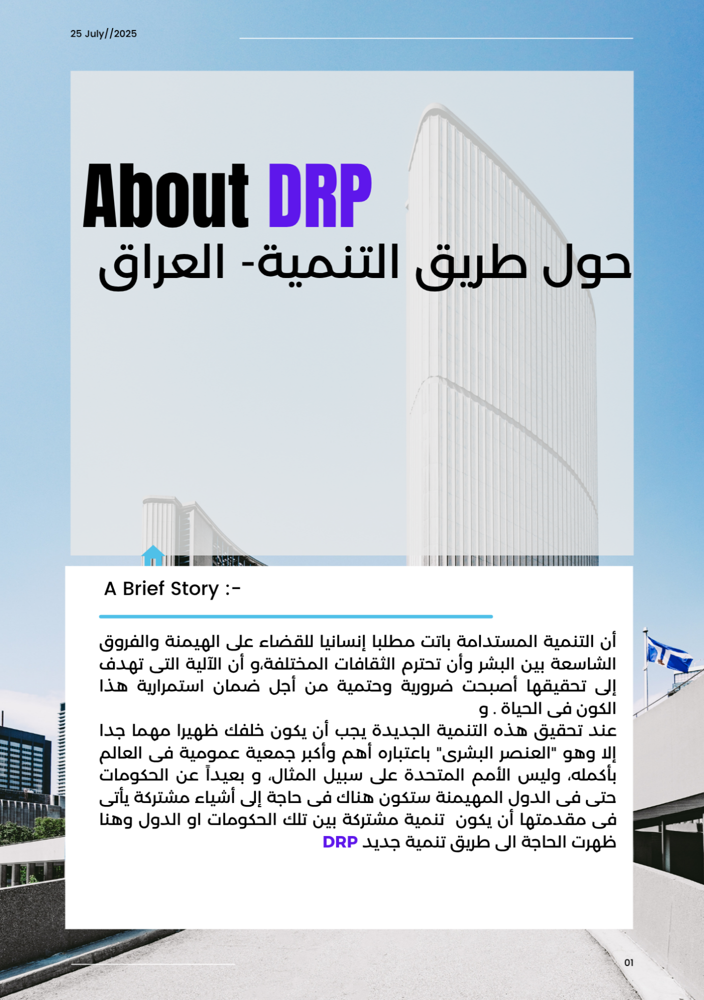 25 July//2025
About DRP
حول طريق التنمية- العراق
A Brief Story :-
أن التنمية المستدامة باتت مطلبا إنسانيا للقضاء على الهيمنة والفروق
الشاسعة بين البشر وأن تحترم الثقافات المختلفة،و أن الآلية التى تهدف
إلى تحقيقها أصبحت ضرورية وحتمية من أجل ضمان استمرارية هذا
الكون فى الحياة . و
عند تحقيق هذه التنمية الجديدة يجب أن يكون خلفك ظهيرا مهما جدا
إلا وهو "العنصر البشرى" باعتباره أهم وأكبر جمعية عمومية فى العالم
بأكمله، وليس الأمم المتحدة على سبيل المثال، و بعيداً عن الحكومات
حتى فى الدول المهيمنة ستكون هناك فى حاجة إلى أشياء مشتركة يأتى
فى مقدمتها أن يكون  تنمية مشتركة بين تلك الحكومات او الدول وهنا
ظهرت الحاجة الى طريق تنمية جديد DRP
01